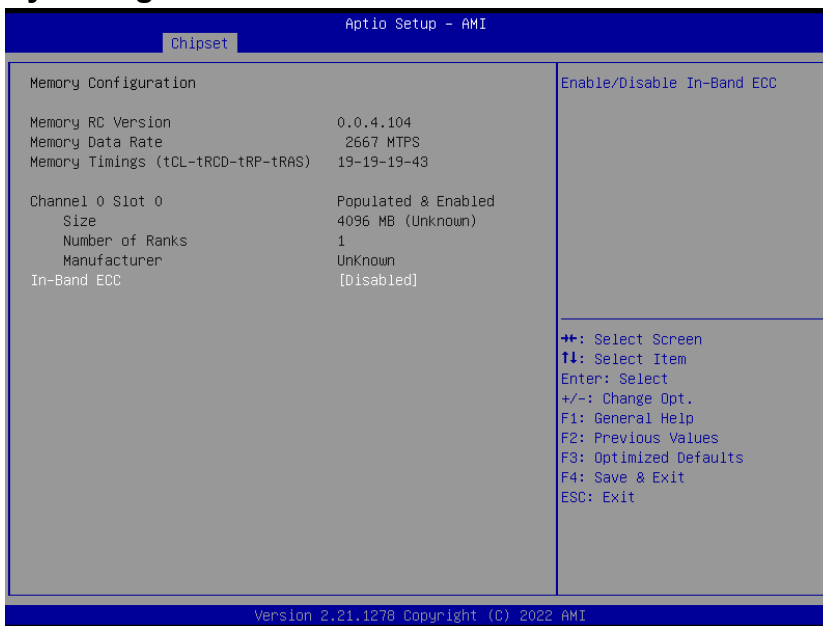 Aptio Setup – AMI
Chipset
Memory Configuration
Enable/Disable In-Band ECC
Memory RC Version 0.0.4.104
Memory Data Rate 2667 MTPS
Memory Timings (tCL-tRCD-tRP-tRAS) 19-19-19-43
Channel 0 Slot 0 Populated & Enabled
Size 4096 MB (Unknown)
Number of Ranks 1
Manufacturer UnKnown
In-Band ECC [Disabled]
→←: Select Screen
↑↓: Select Item
Enter: Select
+/-: Change Opt.
F1: General Help
F2: Previous Values
F3: Optimized Defaults
F4: Save & Exit
ESC: Exit
Version 2.21.1278 Copyright (C) 2022 AMI